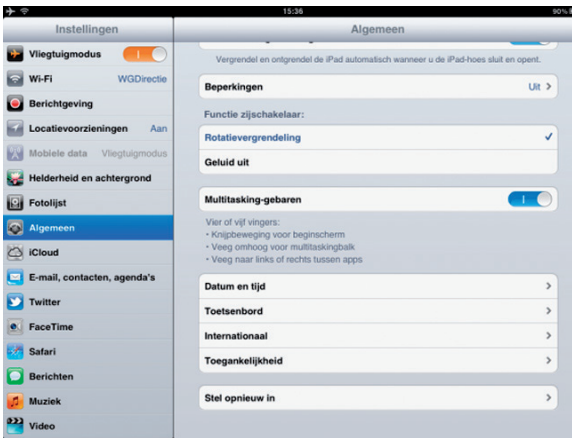 15:36
90%
Instellingen
Algemeen
Vliegtuigmodus
Wi-Fi WGDirectie
Berichtgeving
Locatievoorzieningen Aan
Mobiele data Vliegtuigmodus
Helderheid en achtergrond
Fotolijst
Algemeen
iCloud
E-mail, contacten, agenda's
Twitter
FaceTime
Safari
Berichten
Muziek
Video
Vergrendel en ontgrendel de iPad automatisch wanneer u de iPad-hoes sluit en opent.
Beperkingen Uit
Functie zijschakelaar:
Rotatievergrendeling
Geluid uit
Multitasking-gebaren
Vier of vijf vingers:
• Knijpbeweging voor beginscherm
• Veeg omhoog voor multitaskingbalk
• Veeg naar links of rechts tussen apps
Datum en tijd
Toetsenbord
Internationaal
Toegankelijkheid
Stel opnieuw in